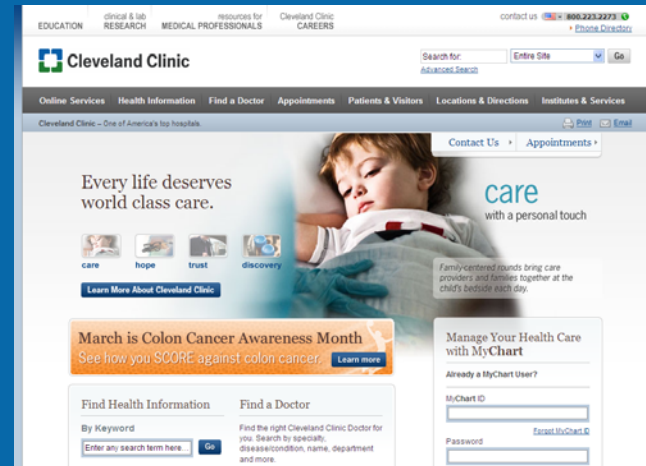 clinical & lab
resources for
Cleveland Clinic
contact us
800.223.2273
EDUCATION
RESEARCH
MEDICAL PROFESSIONALS
CAREERS
Phone Directory
Cleveland Clinic
Search for:
Entire Site
Go
Advanced Search
Online Services Health Information Find a Doctor Appointments Patients & Visitors Locations & Directions Institutes & Services
Cleveland Clinic – One of America's top hospitals.
Print
Email
Contact Us
Appointments
Every life deserves
world class care.
care
with a personal touch
care
hope
trust
discovery
Family-centered rounds bring care
providers and families together at the
child's bedside each day.
Learn More About Cleveland Clinic
March is Colon Cancer Awareness Month
See how you SCORE against colon cancer.
Learn more
Manage Your Health Care
with MyChart
Already a MyChart User?
MyChart ID
Forgot MyChart ID
Password
Find Health Information
By Keyword
Enter any search term here...
Go
Find a Doctor
Find the right Cleveland Clinic Doctor for
you. Search by specialty,
disease/condition, name, department
and more.